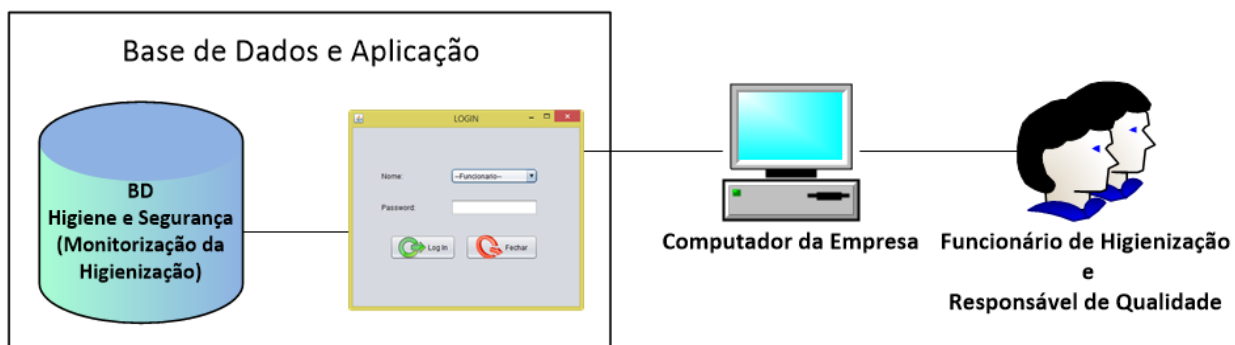 Base de Dados e Aplicação
BD
Higiene e Segurança
(Monitorização da
Higienização)
LOGIN
Nome:
--Funcionario--
Password:
Log In
Fechar
Computador da Empresa
Funcionário de Higienização
e
Responsável de Qualidade